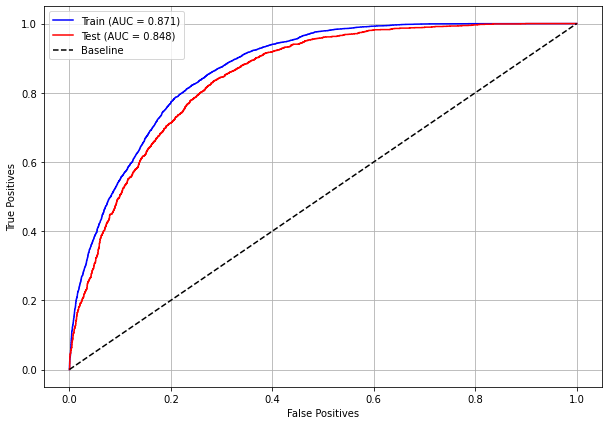 Train (AUC = 0.871)
Test (AUC = 0.848)
Baseline
1.0
0.8
0.6
0.4
0.2
0.0
True Positives
0.0
0.2
0.4
0.6
0.8
1.0
False Positives